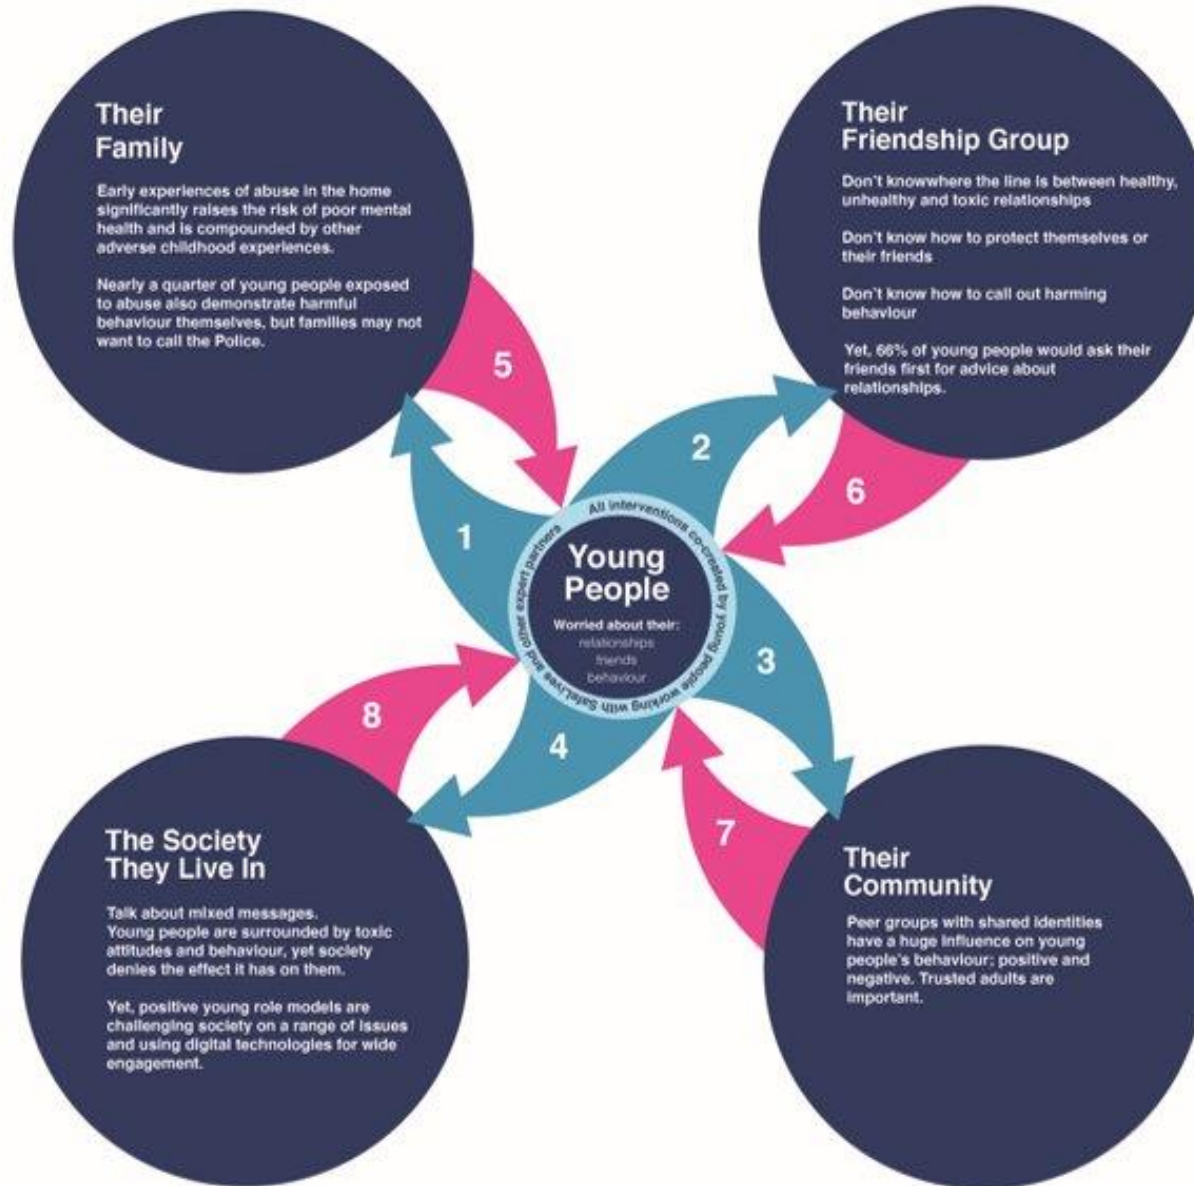 Their
Family
Early experiences of abuse in the home
significantly raises the risk of poor mental
health and is compounded by other
adverse childhood experiences.
Nearly a quarter of young people exposed
to abuse also demonstrate harmful
behaviour themselves, but families may not
want to call the Police.
Their
Friendship Group
Don't knowwhere the line is between healthy,
unhealthy and toxic relationships
Don't know how to protect themselves or
their friends
Don't know how to call out harming
behaviour
Yet, 66% of young people would ask their
friends first for advice about
relationships.
5
2
6
1
All interventions co-created by young people working with SafeLives and other expert partners
Young
People
Worried about their:
relationships
friends
behaviour
3
8
4
7
The Society
They Live In
Talk about mixed messages.
Young people are surrounded by toxic
attitudes and behaviour, yet society
denies the effect it has on them.
Yet, positive young role models are
challenging society on a range of issues
and using digital technologies for wide
engagement.
Their
Community
Peer groups with shared identities
have a huge influence on young
people's behaviour; positive and
negative. Trusted adults are
important.